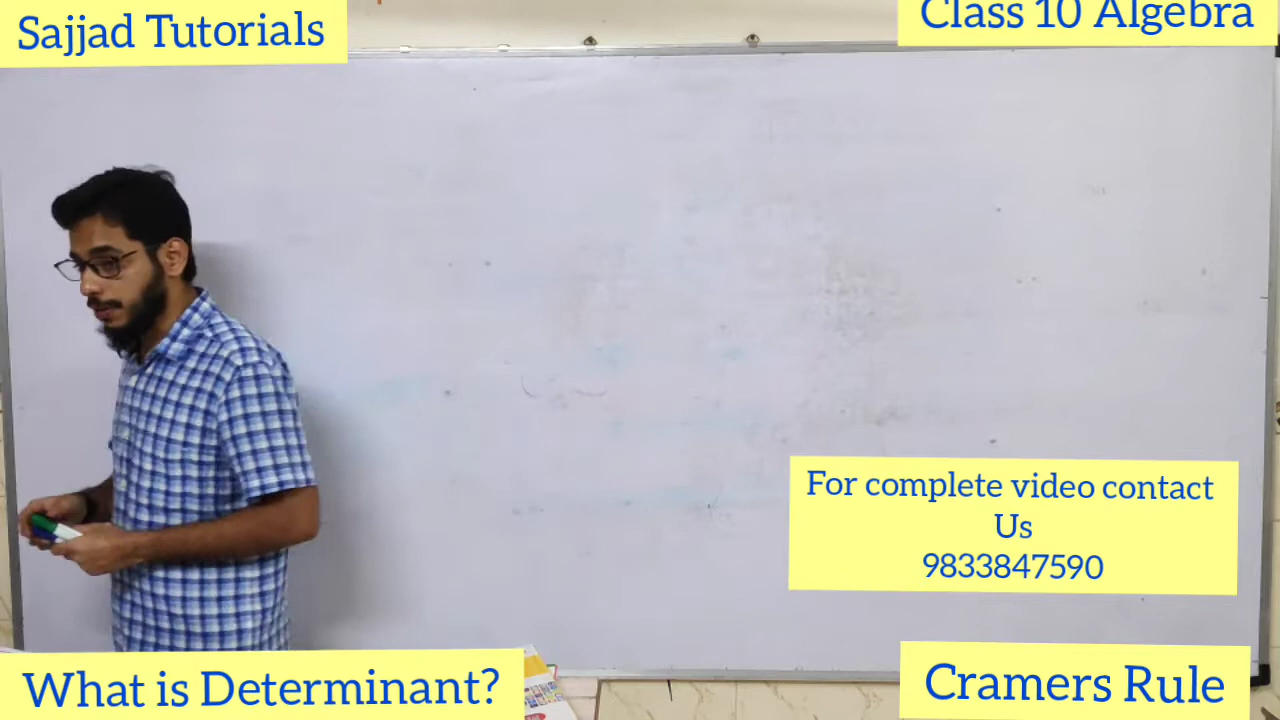 Sajjad Tutorials
Class 10 Algebra
For complete video contact
Us
9833847590
What is Determinant?
Cramers Rule